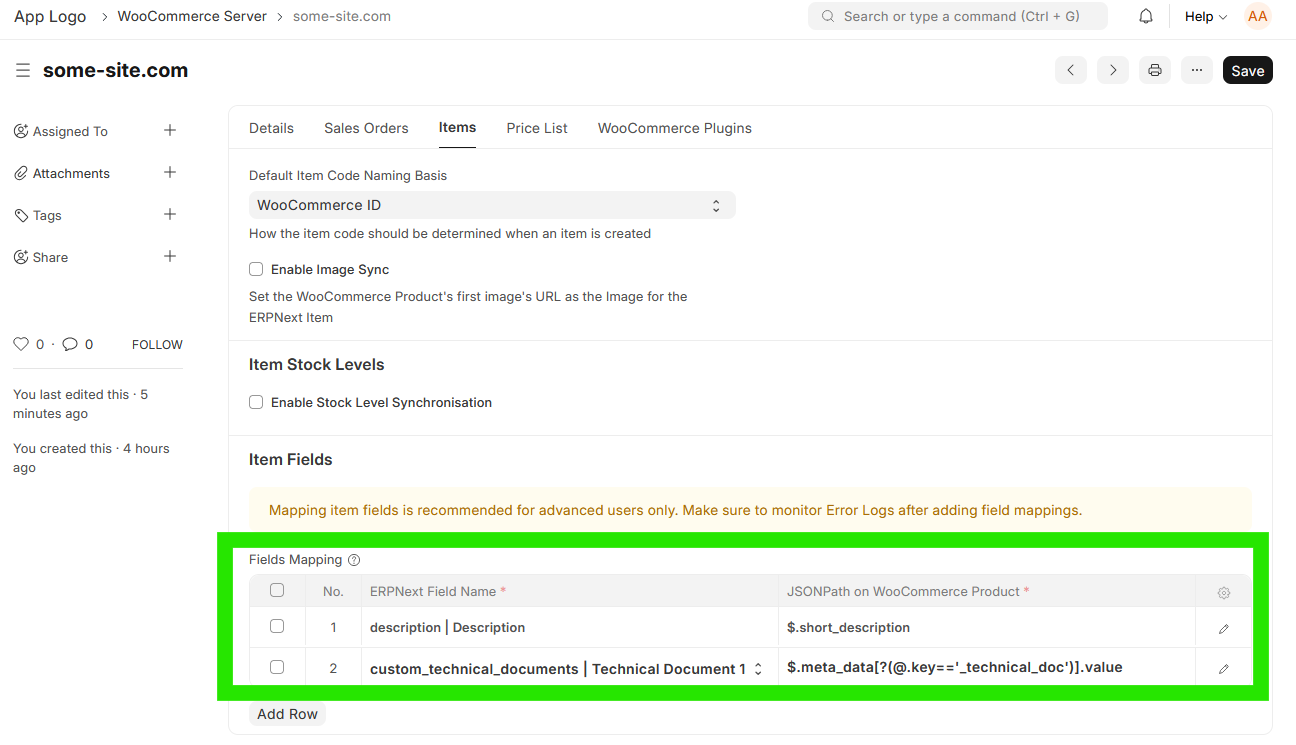 App Logo > WooCommerce Server > some-site.com
Search or type a command (Ctrl + G)
Help
AA
some-site.com
Save
Assigned To
Attachments
Tags
Share
0 · 0
FOLLOW
You last edited this · 5
minutes ago
You created this · 4 hours
ago
Details Sales Orders Items Price List WooCommerce Plugins
Default Item Code Naming Basis
WooCommerce ID
How the item code should be determined when an item is created
Enable Image Sync
Set the WooCommerce Product's first image's URL as the Image for the
ERPNext Item
Item Stock Levels
Enable Stock Level Synchronisation
Item Fields
Mapping item fields is recommended for advanced users only. Make sure to monitor Error Logs after adding field mappings.
Fields Mapping ?
No. ERPNext Field Name * JSONPath on WooCommerce Product *
1 description | Description $.short_description
2 custom_technical_documents | Technical Document 1 $.meta_data[?(@.key=='_technical_doc')].value
Add Row